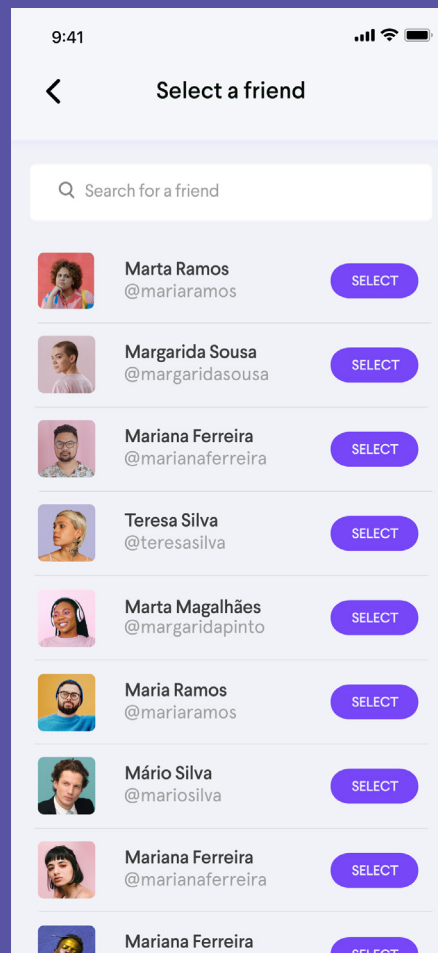 9:41
Select a friend
Search for a friend
Marta Ramos
@mariaramos
SELECT
Margarida Sousa
@margaridasousa
SELECT
Mariana Ferreira
@marianaferreira
SELECT
Teresa Silva
@teresasilva
SELECT
Marta Magalhães
@margaridapinto
SELECT
Maria Ramos
@mariaramos
SELECT
Mário Silva
@mariosilva
SELECT
Mariana Ferreira
@marianaferreira
SELECT
Mariana Ferreira
SELECT